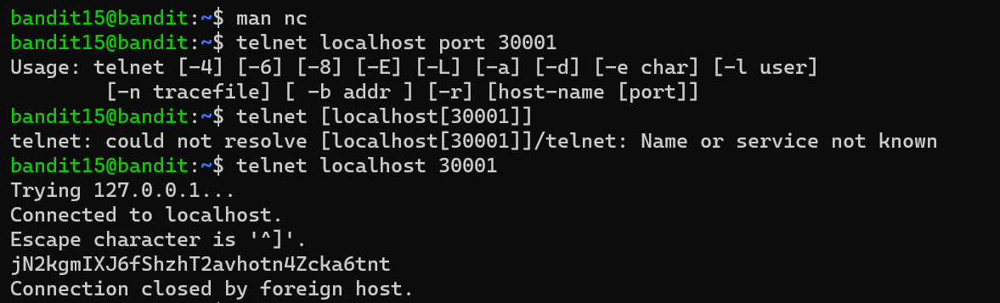 bandit15@bandit:~$ man nc
bandit15@bandit:~$ telnet localhost port 30001
Usage: telnet [-4] [-6] [-8] [-E] [-L] [-a] [-d] [-e char] [-l user]
        [-n tracefile] [ -b addr ] [-r] [host-name [port]]
bandit15@bandit:~$ telnet [localhost[30001]]
telnet: could not resolve [localhost[30001]]/telnet: Name or service not known
bandit15@bandit:~$ telnet localhost 30001
Trying 127.0.0.1...
Connected to localhost.
Escape character is '^]'.
jN2kgmIXJ6fShzhT2avhotn4Zcka6tnt
Connection closed by foreign host.